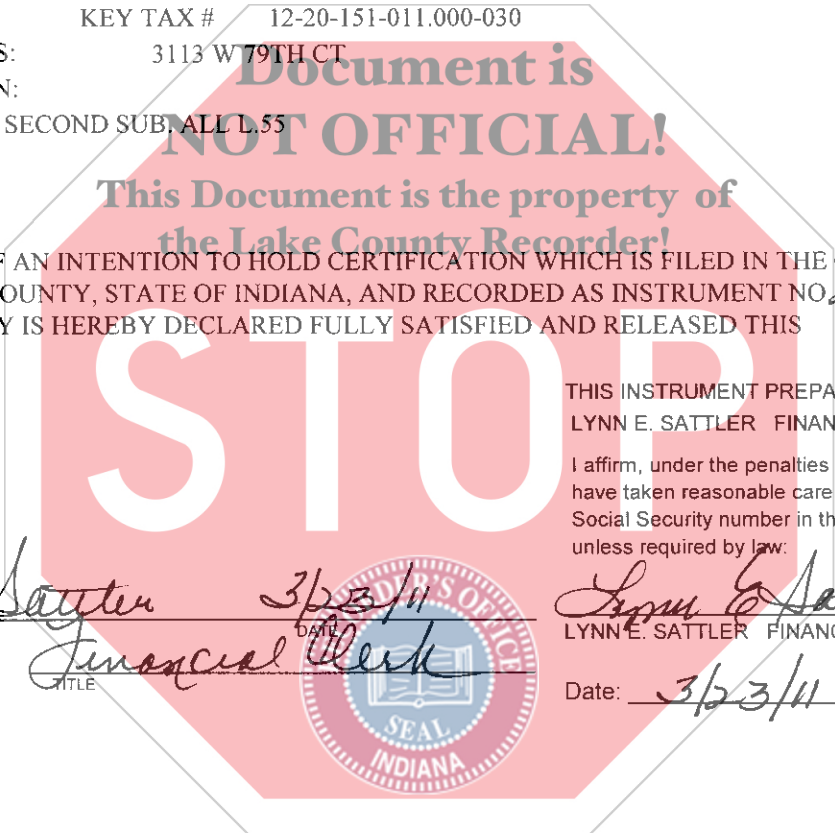 KEY TAX # 12-20-151-011.000-030
S: 3113 W 79TH CT
N:
SECOND SUB. ALL L.55
Document is
NOT OFFICIAL!
This Document is the property of
the Lake County Recorder!
F AN INTENTION TO HOLD CERTIFICATION WHICH IS FILED IN THE
OUNTY, STATE OF INDIANA, AND RECORDED AS INSTRUMENT NO.
Y IS HEREBY DECLARED FULLY SATISFIED AND RELEASED THIS
STOP
THIS INSTRUMENT PREPA
LYNN E. SATTLER FINAN
I affirm, under the penalties
have taken reasonable care
Social Security number in th
unless required by law:
Sattler 3/23/11
DATE
Financial Clerk
TITLE
Lynn E Sa
LYNN E. SATTLER FINANC
Date: 3/23/11
RECORDER'S OFFICE
SEAL
INDIANA